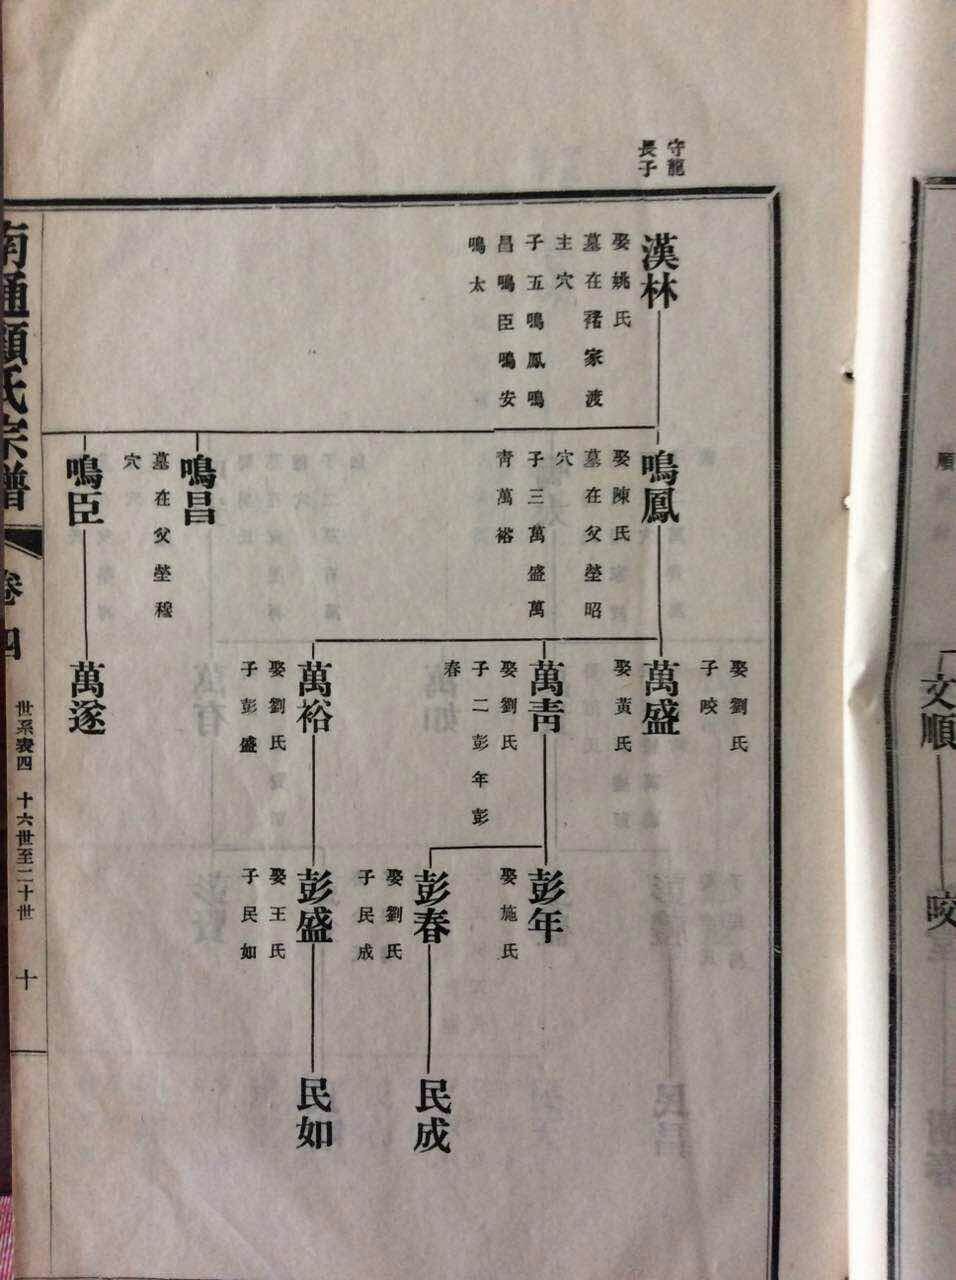 守龍
長子
漢林
娶姚氏
墓在褚家渡
主穴
子五鳴鳳鳴
昌鳴臣鳴安
鳴太
鳴鳳
娶陳氏
墓在父塋昭
穴
子三萬盛萬
青萬裕
鳴昌
墓在父塋穆
穴
鳴臣
娶劉氏
子咬
萬盛
娶黃氏
萬青
娶劉氏
子二彭年彭
春
萬裕
娶劉氏
子彭盛
萬遂
彭年
娶施氏
彭春
娶劉氏
子民成
彭盛
娶王氏
子民如
民成
民如
南通顧氏宗譜
卷四
世系表四 十六世至二十世
十
順
文順
咬